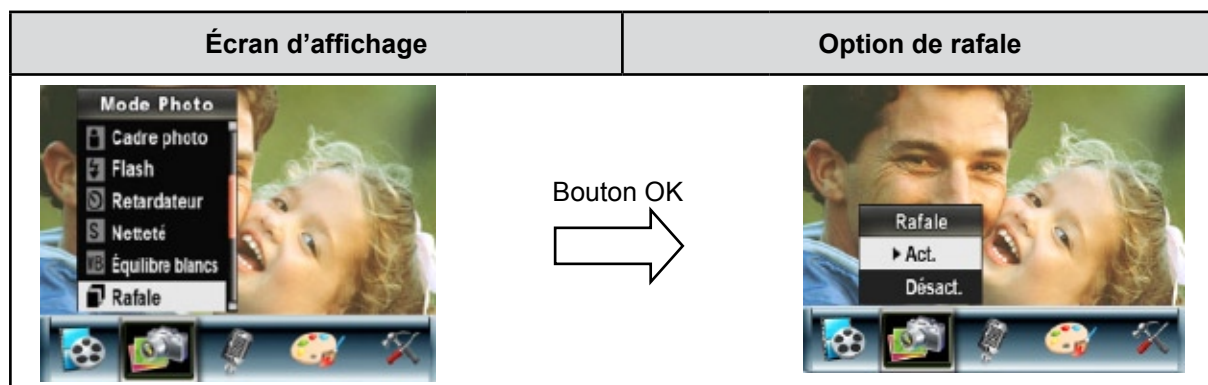 Écran d'affichage
Option de rafale
Mode Photo
Cadre photo
Flash
Retardateur
S Netteté
WB Équilibre blancs
Rafale
Bouton OK
Rafale
Act.
Désact.